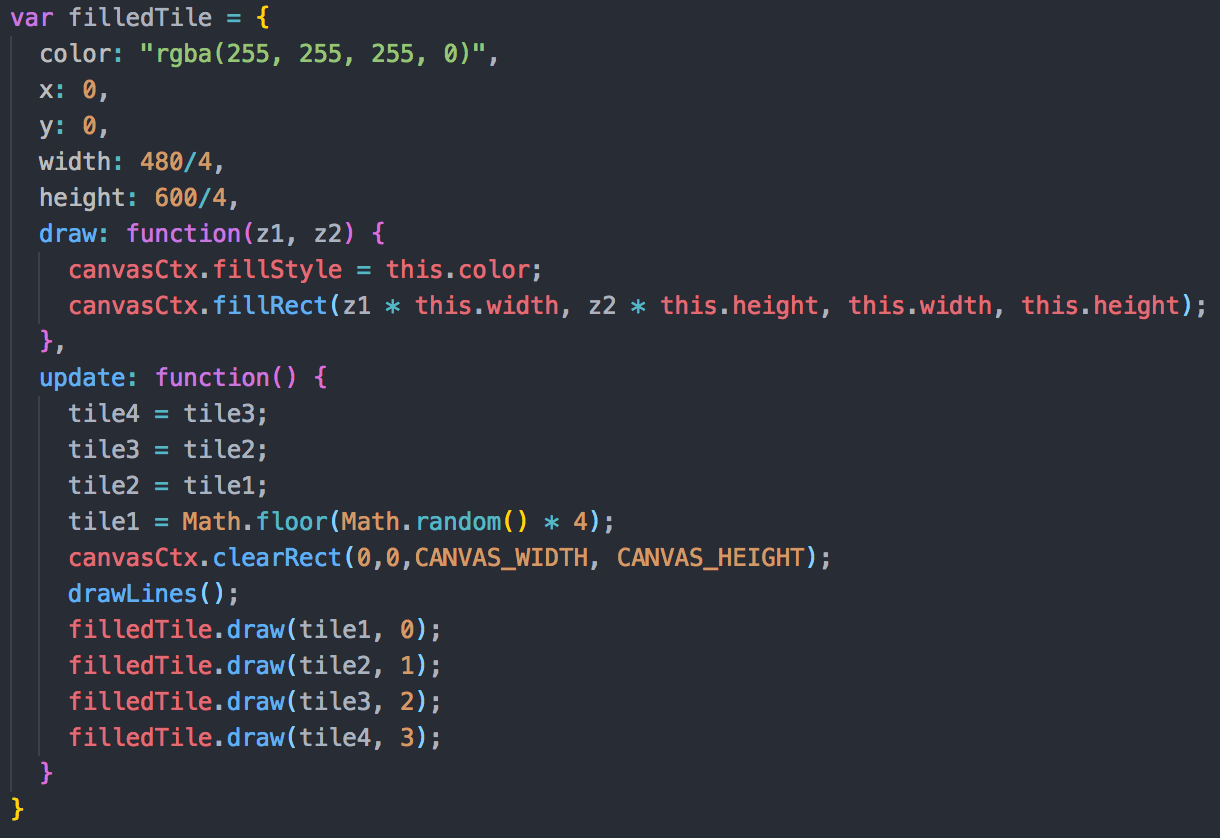 var filledTile = {
  color: "rgba(255, 255, 255, 0)",
  x: 0,
  y: 0,
  width: 480/4,
  height: 600/4,
  draw: function(z1, z2) {
    canvasCtx.fillStyle = this.color;
    canvasCtx.fillRect(z1 * this.width, z2 * this.height, this.width, this.height);
  },
  update: function() {
    tile4 = tile3;
    tile3 = tile2;
    tile2 = tile1;
    tile1 = Math.floor(Math.random() * 4);
    canvasCtx.clearRect(0,0,CANVAS_WIDTH, CANVAS_HEIGHT);
    drawLines();
    filledTile.draw(tile1, 0);
    filledTile.draw(tile2, 1);
    filledTile.draw(tile3, 2);
    filledTile.draw(tile4, 3);
  }
}